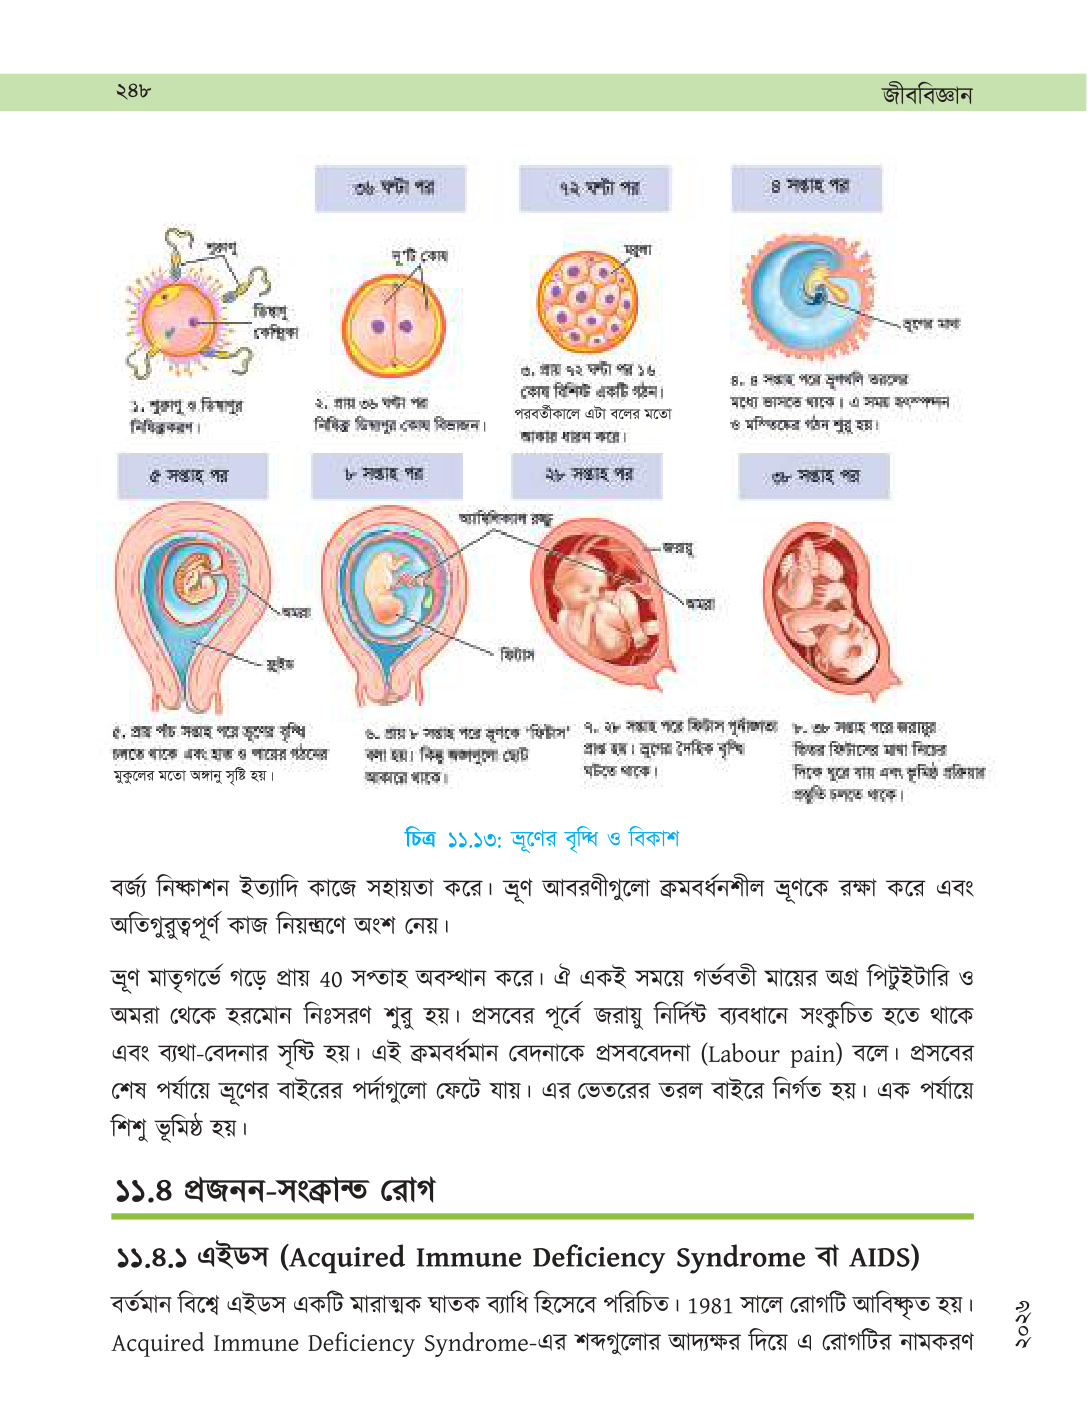 ২৪৮
জীববিজ্ঞান
৩৬ ঘণ্টা পর
৭২ ঘণ্টা পর
৪ সপ্তাহ পর
শুক্রাণু
ডিম্বাণু
কেন্দ্রিকা
দু'টি কোষ
মরুলা
ভ্রূণের মাথা
১. শুক্রাণু ও ডিম্বাণুর
নিষিক্তকরণ।
২. প্রায় ৩৬ ঘণ্টা পর
নিষিক্ত ডিম্বাণুর কোষ বিভাজন।
৩. প্রায় ৭২ ঘণ্টা পর ১৬
কোষ বিশিষ্ট একটি গঠন।
পরবর্তীকালে এটা বলের মতো
আকার ধারন করে।
৪. ৪ সপ্তাহ পরে ভ্রূণথলি তরলের
মধ্যে ভাসতে থাকে। এ সময় হৃৎস্পন্দন
ও মস্তিষ্কের গঠন শুরু হয়।
৫ সপ্তাহ পর
৮ সপ্তাহ পর
২৮ সপ্তাহ পর
৩৮ সপ্তাহ পর
অ্যাম্বিলিক্যাল রজ্জু
জরায়ু
অমরা
অমরা
ফ্লুইড
ফিটাস
৫. প্রায় পাঁচ সপ্তাহ পরে ভ্রূণের বৃদ্ধি
চলতে থাকে এবং হাত ও পায়ের গঠনের
মুকুলের মতো অঙ্গাণু সৃষ্টি হয়।
৬. প্রায় ৮ সপ্তাহ পরে ভ্রূণকে 'ফিটাস'
বলা হয়। কিন্তু অঙ্গগুলো ছোট
আকারে থাকে।
৭. ২৮ সপ্তাহ পরে ফিটাস পূর্ণাঙ্গতা
প্রাপ্ত হয়। ভ্রূণের দৈহিক বৃদ্ধি
ঘটতে থাকে।
৮. ৩৮ সপ্তাহ পরে জরায়ুর
ভিতর ফিটাসের মাথা নিচের
দিকে ঘুরে যায় এবং ভূমিষ্ঠ প্রক্রিয়ার
প্রস্তুতি চলতে থাকে।
চিত্র ১১.১৩: ভ্রূণের বৃদ্ধি ও বিকাশ
বর্জ্য নিষ্কাশন ইত্যাদি কাজে সহায়তা করে। ভ্রূণ আবরণীগুলো ক্রমবর্ধনশীল ভ্রূণকে রক্ষা করে এবং
অতিগুরুত্বপূর্ণ কাজ নিয়ন্ত্রণে অংশ নেয়।
ভ্রূণ মাতৃগর্ভে গড়ে প্রায় 40 সপ্তাহ অবস্থান করে। ঐ একই সময়ে গর্ভবতী মায়ের অগ্র পিটুইটারি ও
অমরা থেকে হরমোন নিঃসরণ শুরু হয়। প্রসবের পূর্বে জরায়ু নির্দিষ্ট ব্যবধানে সংকুচিত হতে থাকে
এবং ব্যথা-বেদনার সৃষ্টি হয়। এই ক্রমবর্ধমান বেদনাকে প্রসববেদনা (Labour pain) বলে। প্রসবের
শেষ পর্যায়ে ভ্রূণের বাইরের পর্দাগুলো ফেটে যায়। এর ভেতরের তরল বাইরে নির্গত হয়। এক পর্যায়ে
শিশু ভূমিষ্ঠ হয়।
১১.৪ প্রজনন-সংক্রান্ত রোগ
১১.৪.১ এইডস (Acquired Immune Deficiency Syndrome বা AIDS)
বর্তমান বিশ্বে এইডস একটি মারাত্মক ঘাতক ব্যাধি হিসেবে পরিচিত। 1981 সালে রোগটি আবিষ্কৃত হয়।
Acquired Immune Deficiency Syndrome-এর শব্দগুলোর আদ্যক্ষর দিয়ে এ রোগটির নামকরণ
২০২৬